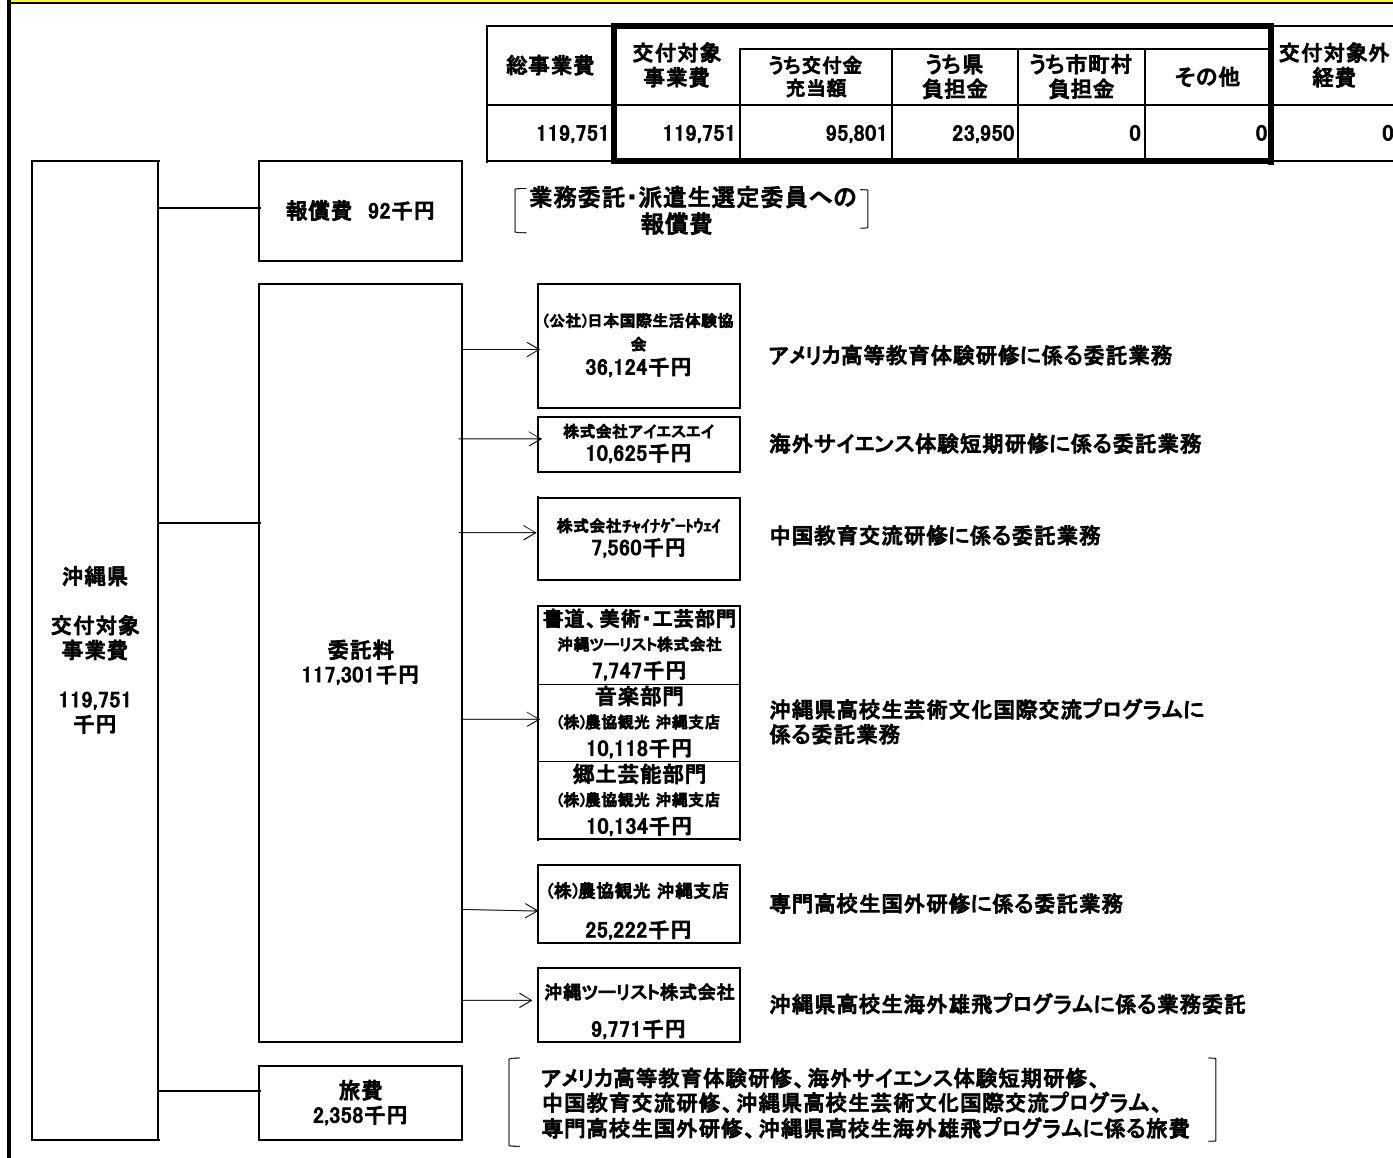 総事業費
交付対象
事業費
うち交付金
充当額
うち県
負担金
うち市町村
負担金
その他
交付対象外
経費
119,751
119,751
95,801
23,950
0
0
0
報償費 92千円
業務委託・派遣生選定委員への
報償費
沖縄県
交付対象
事業費
119,751
千円
委託料
117,301千円
(公社)日本国際生活体験協
会
36,124千円
アメリカ高等教育体験研修に係る委託業務
株式会社アイエスエイ
10,625千円
海外サイエンス体験短期研修に係る委託業務
株式会社ﾁｬｲﾅｹﾞｰﾄｳｪｲ
7,560千円
中国教育交流研修に係る委託業務
書道、美術・工芸部門
沖縄ツーリスト株式会社
7,747千円
音楽部門
(株)農協観光 沖縄支店
10,118千円
郷土芸能部門
(株)農協観光 沖縄支店
10,134千円
沖縄県高校生芸術文化国際交流プログラムに
係る委託業務
(株)農協観光 沖縄支店
25,222千円
専門高校生国外研修に係る委託業務
沖縄ツーリスト株式会社
9,771千円
沖縄県高校生海外雄飛プログラムに係る業務委託
旅費
2,358千円
アメリカ高等教育体験研修、海外サイエンス体験短期研修、
中国教育交流研修、沖縄県高校生芸術文化国際交流プログラム、
専門高校生国外研修、沖縄県高校生海外雄飛プログラムに係る旅費